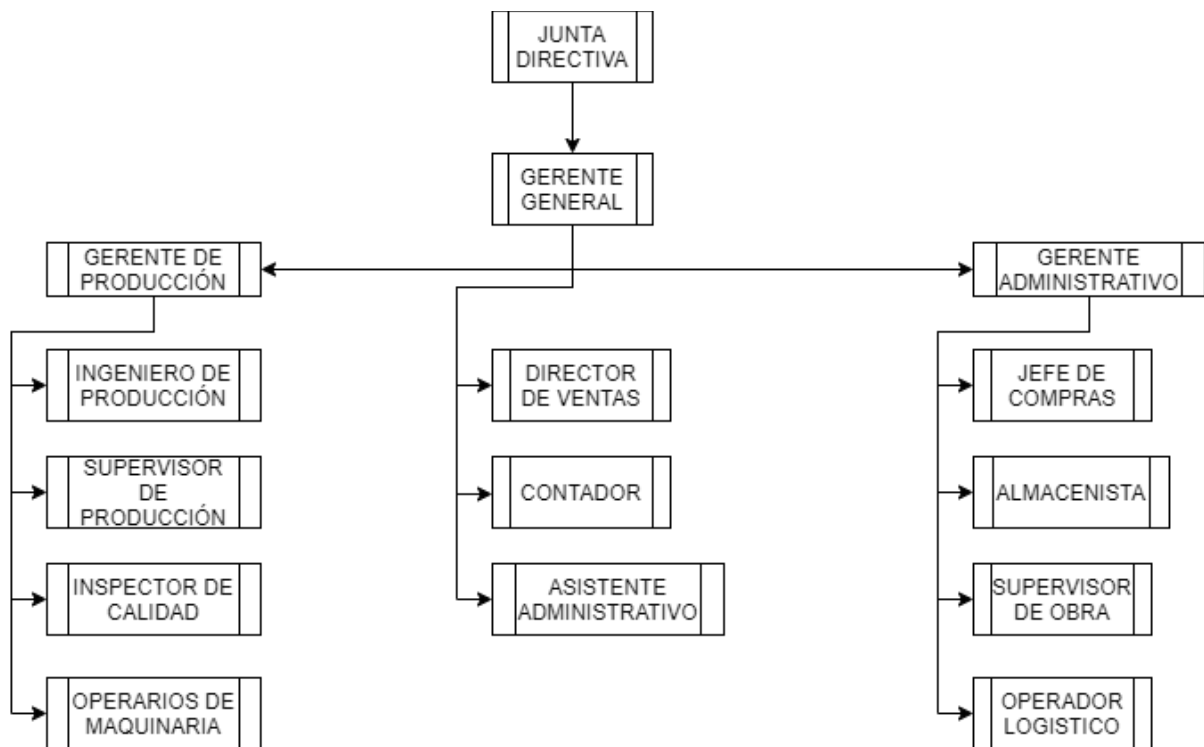 JUNTA
DIRECTIVA
GERENTE
GENERAL
GERENTE DE
PRODUCCIÓN
GERENTE
ADMINISTRATIVO
INGENIERO DE
PRODUCCIÓN
DIRECTOR
DE VENTAS
JEFE DE
COMPRAS
SUPERVISOR
DE
PRODUCCIÓN
CONTADOR
ALMACENISTA
INSPECTOR DE
CALIDAD
ASISTENTE
ADMINISTRATIVO
SUPERVISOR
DE OBRA
OPERARIOS DE
MAQUINARIA
OPERADOR
LOGISTICO